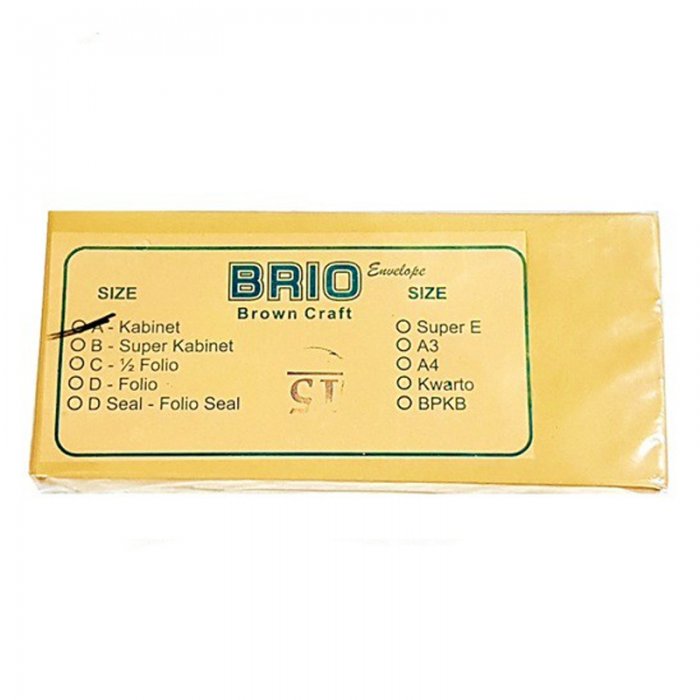 BRIO Envelope
Brown Craft
SIZE
A - Kabinet
B - Super Kabinet
C - ½ Folio
D - Folio
D Seal - Folio Seal
SIZE
Super E
A3
A4
Kwarto
BPKB